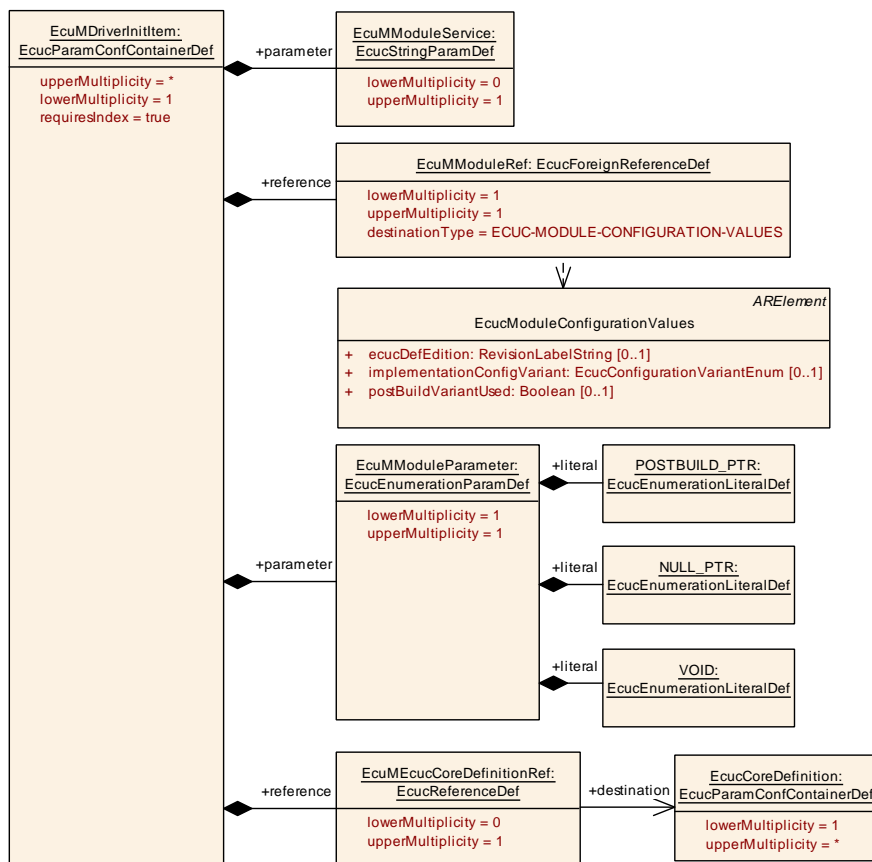 EcuMDriverInitItem:
EcucParamConfContainerDef
upperMultiplicity = *
lowerMultiplicity = 1
requiresIndex = true
+parameter
EcuMModuleService:
EcucStringParamDef
lowerMultiplicity = 0
upperMultiplicity = 1
+reference
EcuMModuleRef: EcucForeignReferenceDef
lowerMultiplicity = 1
upperMultiplicity = 1
destinationType = ECUC-MODULE-CONFIGURATION-VALUES
ARElement
EcucModuleConfigurationValues
+ ecucDefEdition: RevisionLabelString [0..1]
+ implementationConfigVariant: EcucConfigurationVariantEnum [0..1]
+ postBuildVariantUsed: Boolean [0..1]
+parameter
EcuMModuleParameter:
EcucEnumerationParamDef
lowerMultiplicity = 1
upperMultiplicity = 1
+literal
POSTBUILD_PTR:
EcucEnumerationLiteralDef
+literal
NULL_PTR:
EcucEnumerationLiteralDef
+literal
VOID:
EcucEnumerationLiteralDef
+reference
EcuMEcucCoreDefinitionRef:
EcucReferenceDef
lowerMultiplicity = 0
upperMultiplicity = 1
+destination
EcucCoreDefinition:
EcucParamConfContainerDef
lowerMultiplicity = 1
upperMultiplicity = *